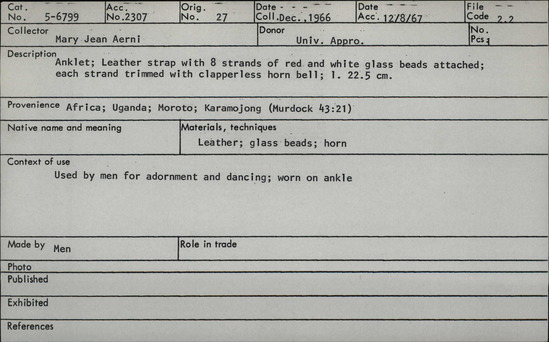 Cat. No. 5-6799 Acc. No.2307 Orig. No. 27 Date Coll.Dec.,1966 Date Acc. 12/8/67 File Code 2.2
Collector Mary Jean Aerni Donor Univ. Appro. No. Pcs.1
Description
Anklet; Leather strap with 8 strands of red and white glass beads attached;
each strand trimmed with clapperless horn bell; l. 22.5 cm.
Provenience Africa; Uganda; Moroto; Karamojong (Murdock 43:21)
Native name and meaning Materials, techniques
Leather; glass beads; horn
Context of use
Used by men for adornment and dancing; worn on ankle
Made by Men Role in trade
Photo
Published
Exhibited
References